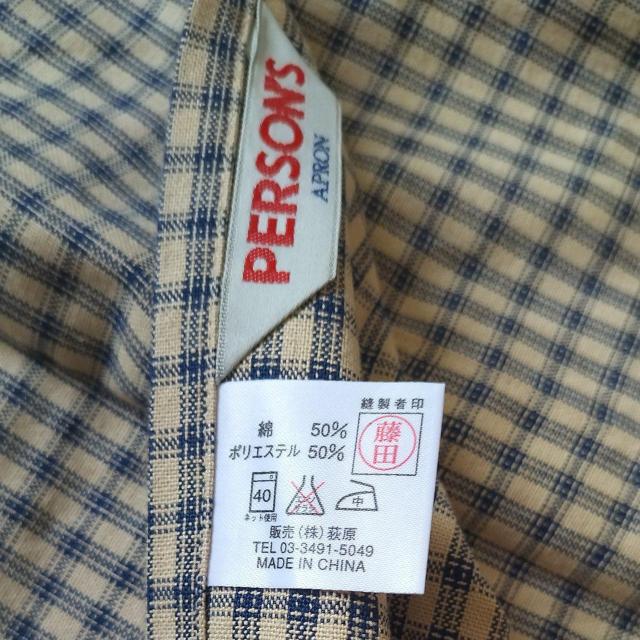 PERSON'S
APRON
縫製者印
綿 50%
ポリエステル 50%
藤田
40
中
ネット使用
販売(株)荻原
TEL 03-3491-5049
MADE IN CHINA